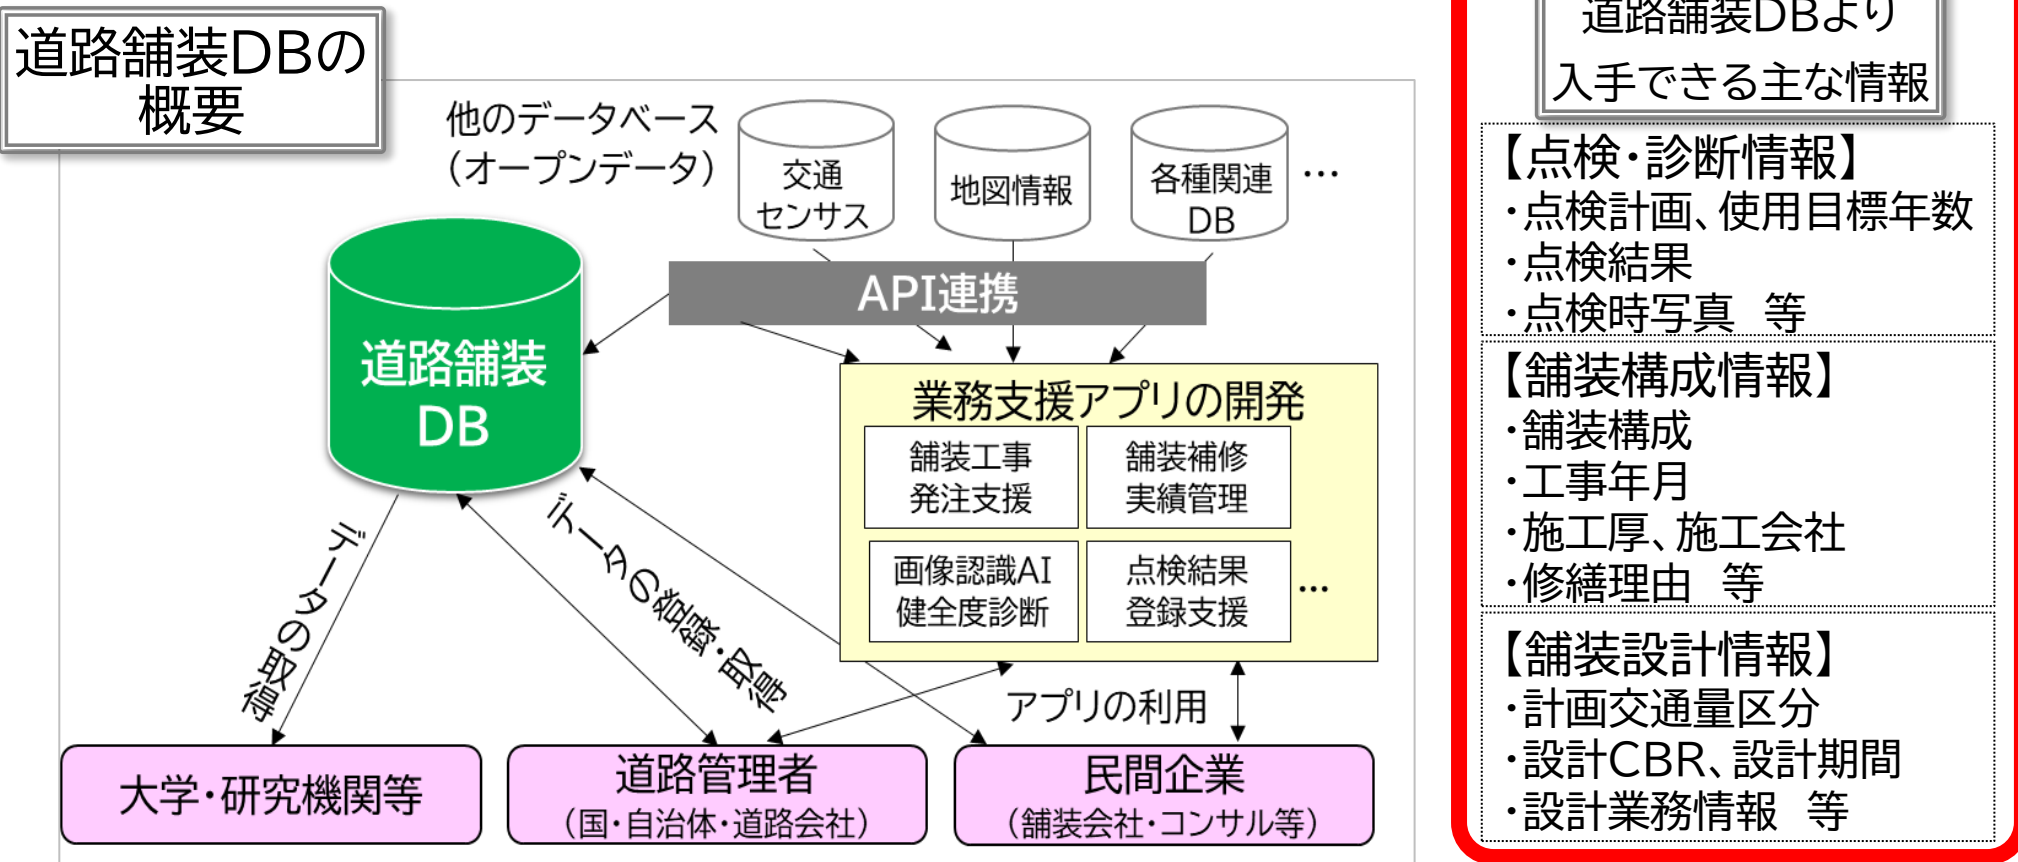 道路舗装DBの
概要
他のデータベース
（オープンデータ）
交通
センサス
地図情報
各種関連
DB
…
API連携
道路舗装
DB
業務支援アプリの開発
舗装工事
発注支援
舗装補修
実績管理
画像認識AI
健全度診断
点検結果
登録支援
…
データの取得
データの登録・取得
アプリの利用
大学・研究機関等
道路管理者
（国・自治体・道路会社）
民間企業
（舗装会社・コンサル等）
道路舗装DBより
入手できる主な情報
【点検・診断情報】
・点検計画、使用目標年数
・点検結果
・点検時写真　等
【舗装構成情報】
・舗装構成
・工事年月
・施工厚、施工会社
・修繕理由　等
【舗装設計情報】
・計画交通量区分
・設計CBR、設計期間
・設計業務情報　等